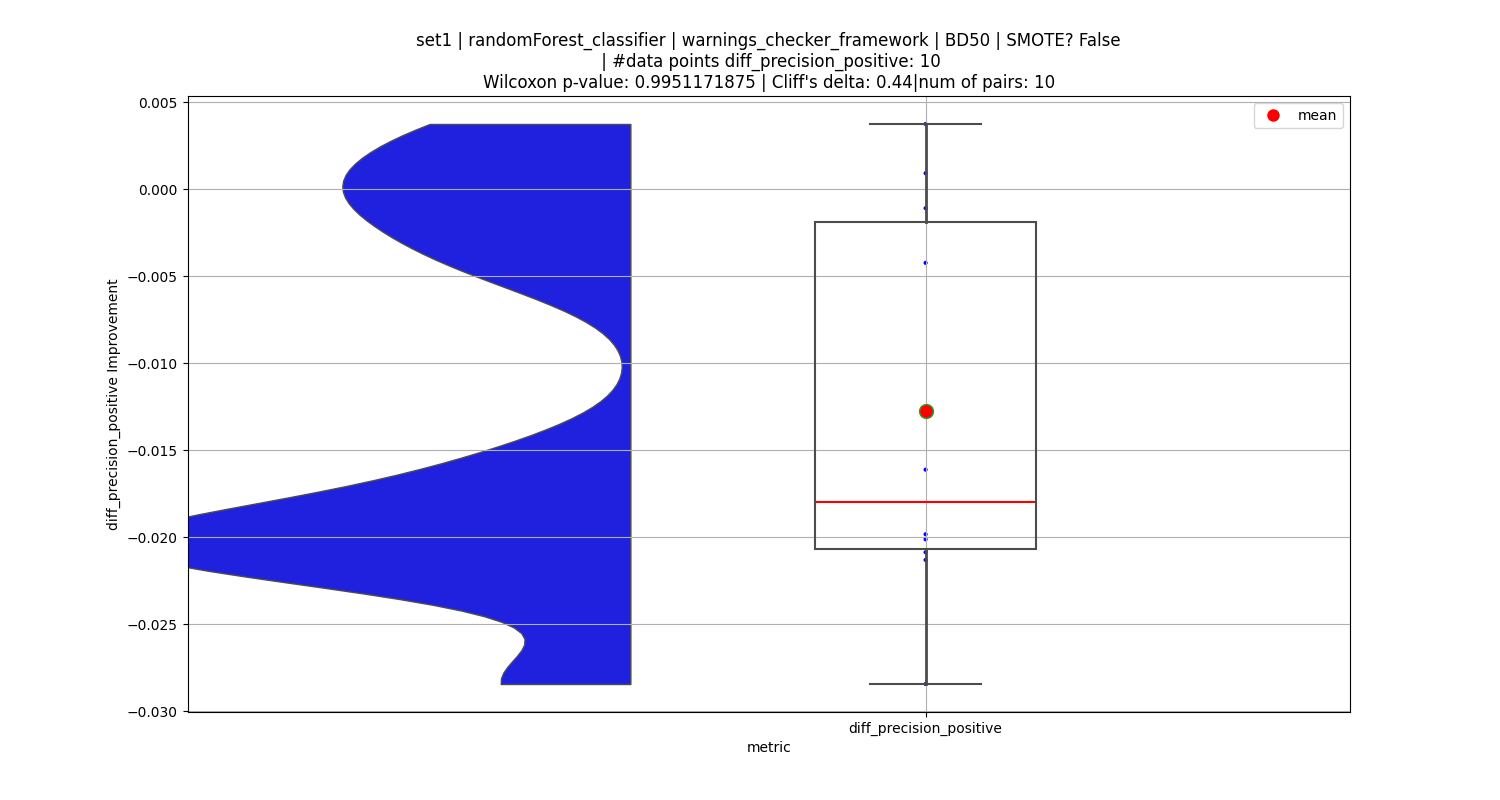 set1 | randomForest_classifier | warnings_checker_framework | BD50 | SMOTE? False
| #data points diff_precision_positive: 10
Wilcoxon p-value: 0.9951171875 | Cliff's delta: 0.44|num of pairs: 10
mean
0.005
0.000
−0.005
−0.010
−0.015
−0.020
−0.025
−0.030
diff_precision_positive Improvement
diff_precision_positive
metric